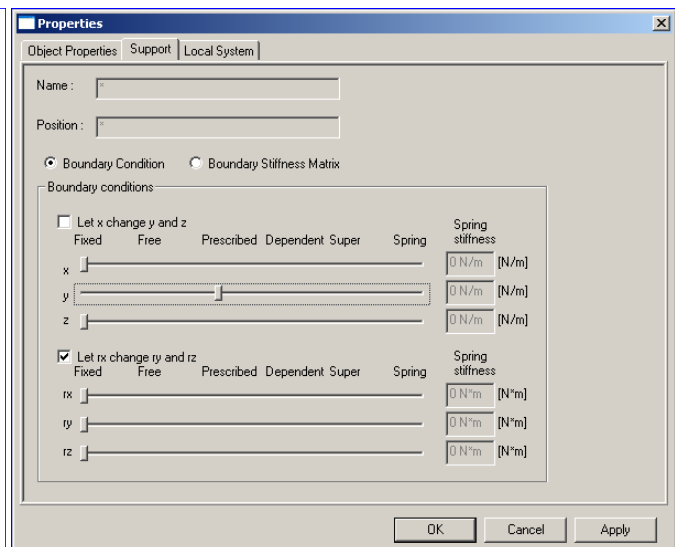 Properties
Object Properties Support Local System
Name : *
Position : *
Boundary Condition Boundary Stiffness Matrix
Boundary conditions
Let x change y and z
Spring stiffness
Fixed Free Prescribed Dependent Super Spring
x 0 N/m [N/m]
y 0 N/m [N/m]
z 0 N/m [N/m]
Let rx change ry and rz
Spring stiffness
Fixed Free Prescribed Dependent Super Spring
rx 0 N*m [N*m]
ry 0 N*m [N*m]
rz 0 N*m [N*m]
OK Cancel Apply